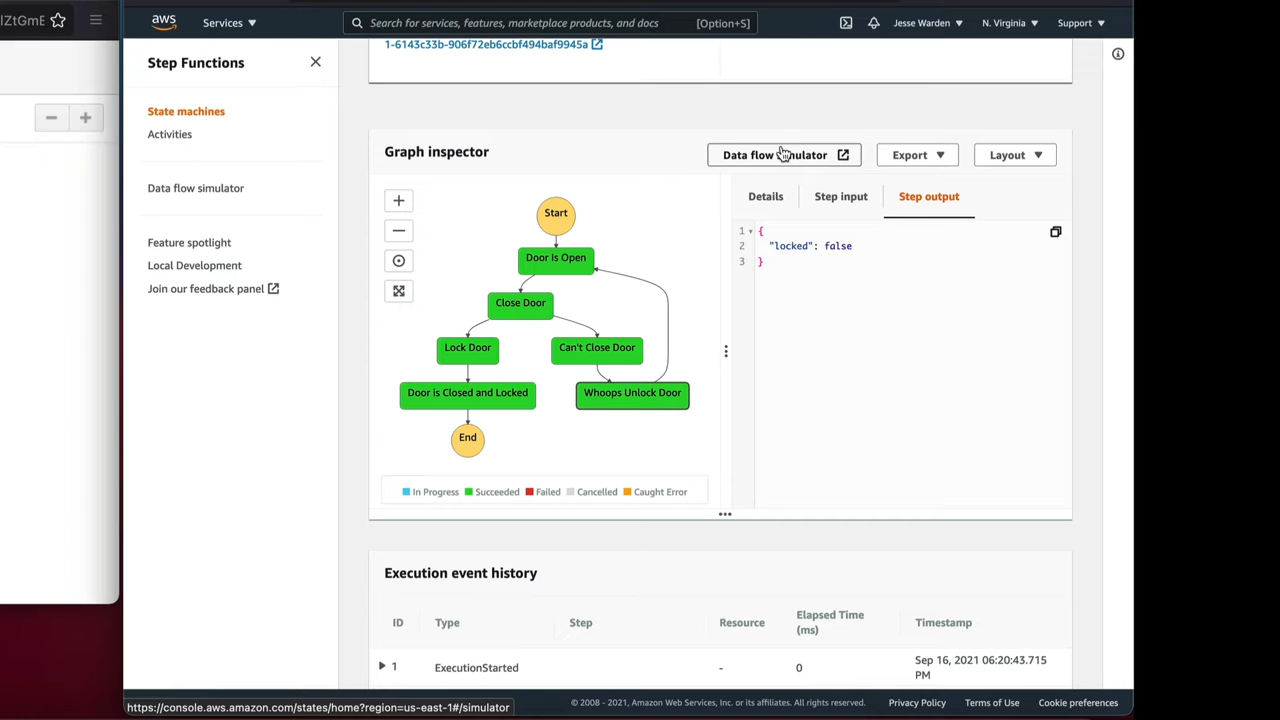 IZtGmE
aws
Services ▼
Search for services, features, marketplace products, and docs
[Option+S]
Jesse Warden ▼
N. Virginia ▼
Support ▼
Step Functions
State machines
Activities
Data flow simulator
Feature spotlight
Local Development
Join our feedback panel
1-6143c33b-906f72eb6ccbf494baf9945a
Graph inspector
Data flow simulator
Export ▼
Layout ▼
Start
Door Is Open
Close Door
Lock Door
Can't Close Door
Door is Closed and Locked
Whoops Unlock Door
End
In Progress
Succeeded
Failed
Cancelled
Caught Error
Details
Step input
Step output
1 {
2 "locked": false
3 }
Execution event history
ID
Type
Step
Resource
Elapsed Time
(ms)
Timestamp
1
ExecutionStarted
-
0
Sep 16, 2021 06:20:43.715
PM
https://console.aws.amazon.com/states/home?region=us-east-1#/simulator
© 2008 - 2021, Amazon Web Services, Inc. or its affiliates. All rights reserved.
Privacy Policy
Terms of Use
Cookie preferences